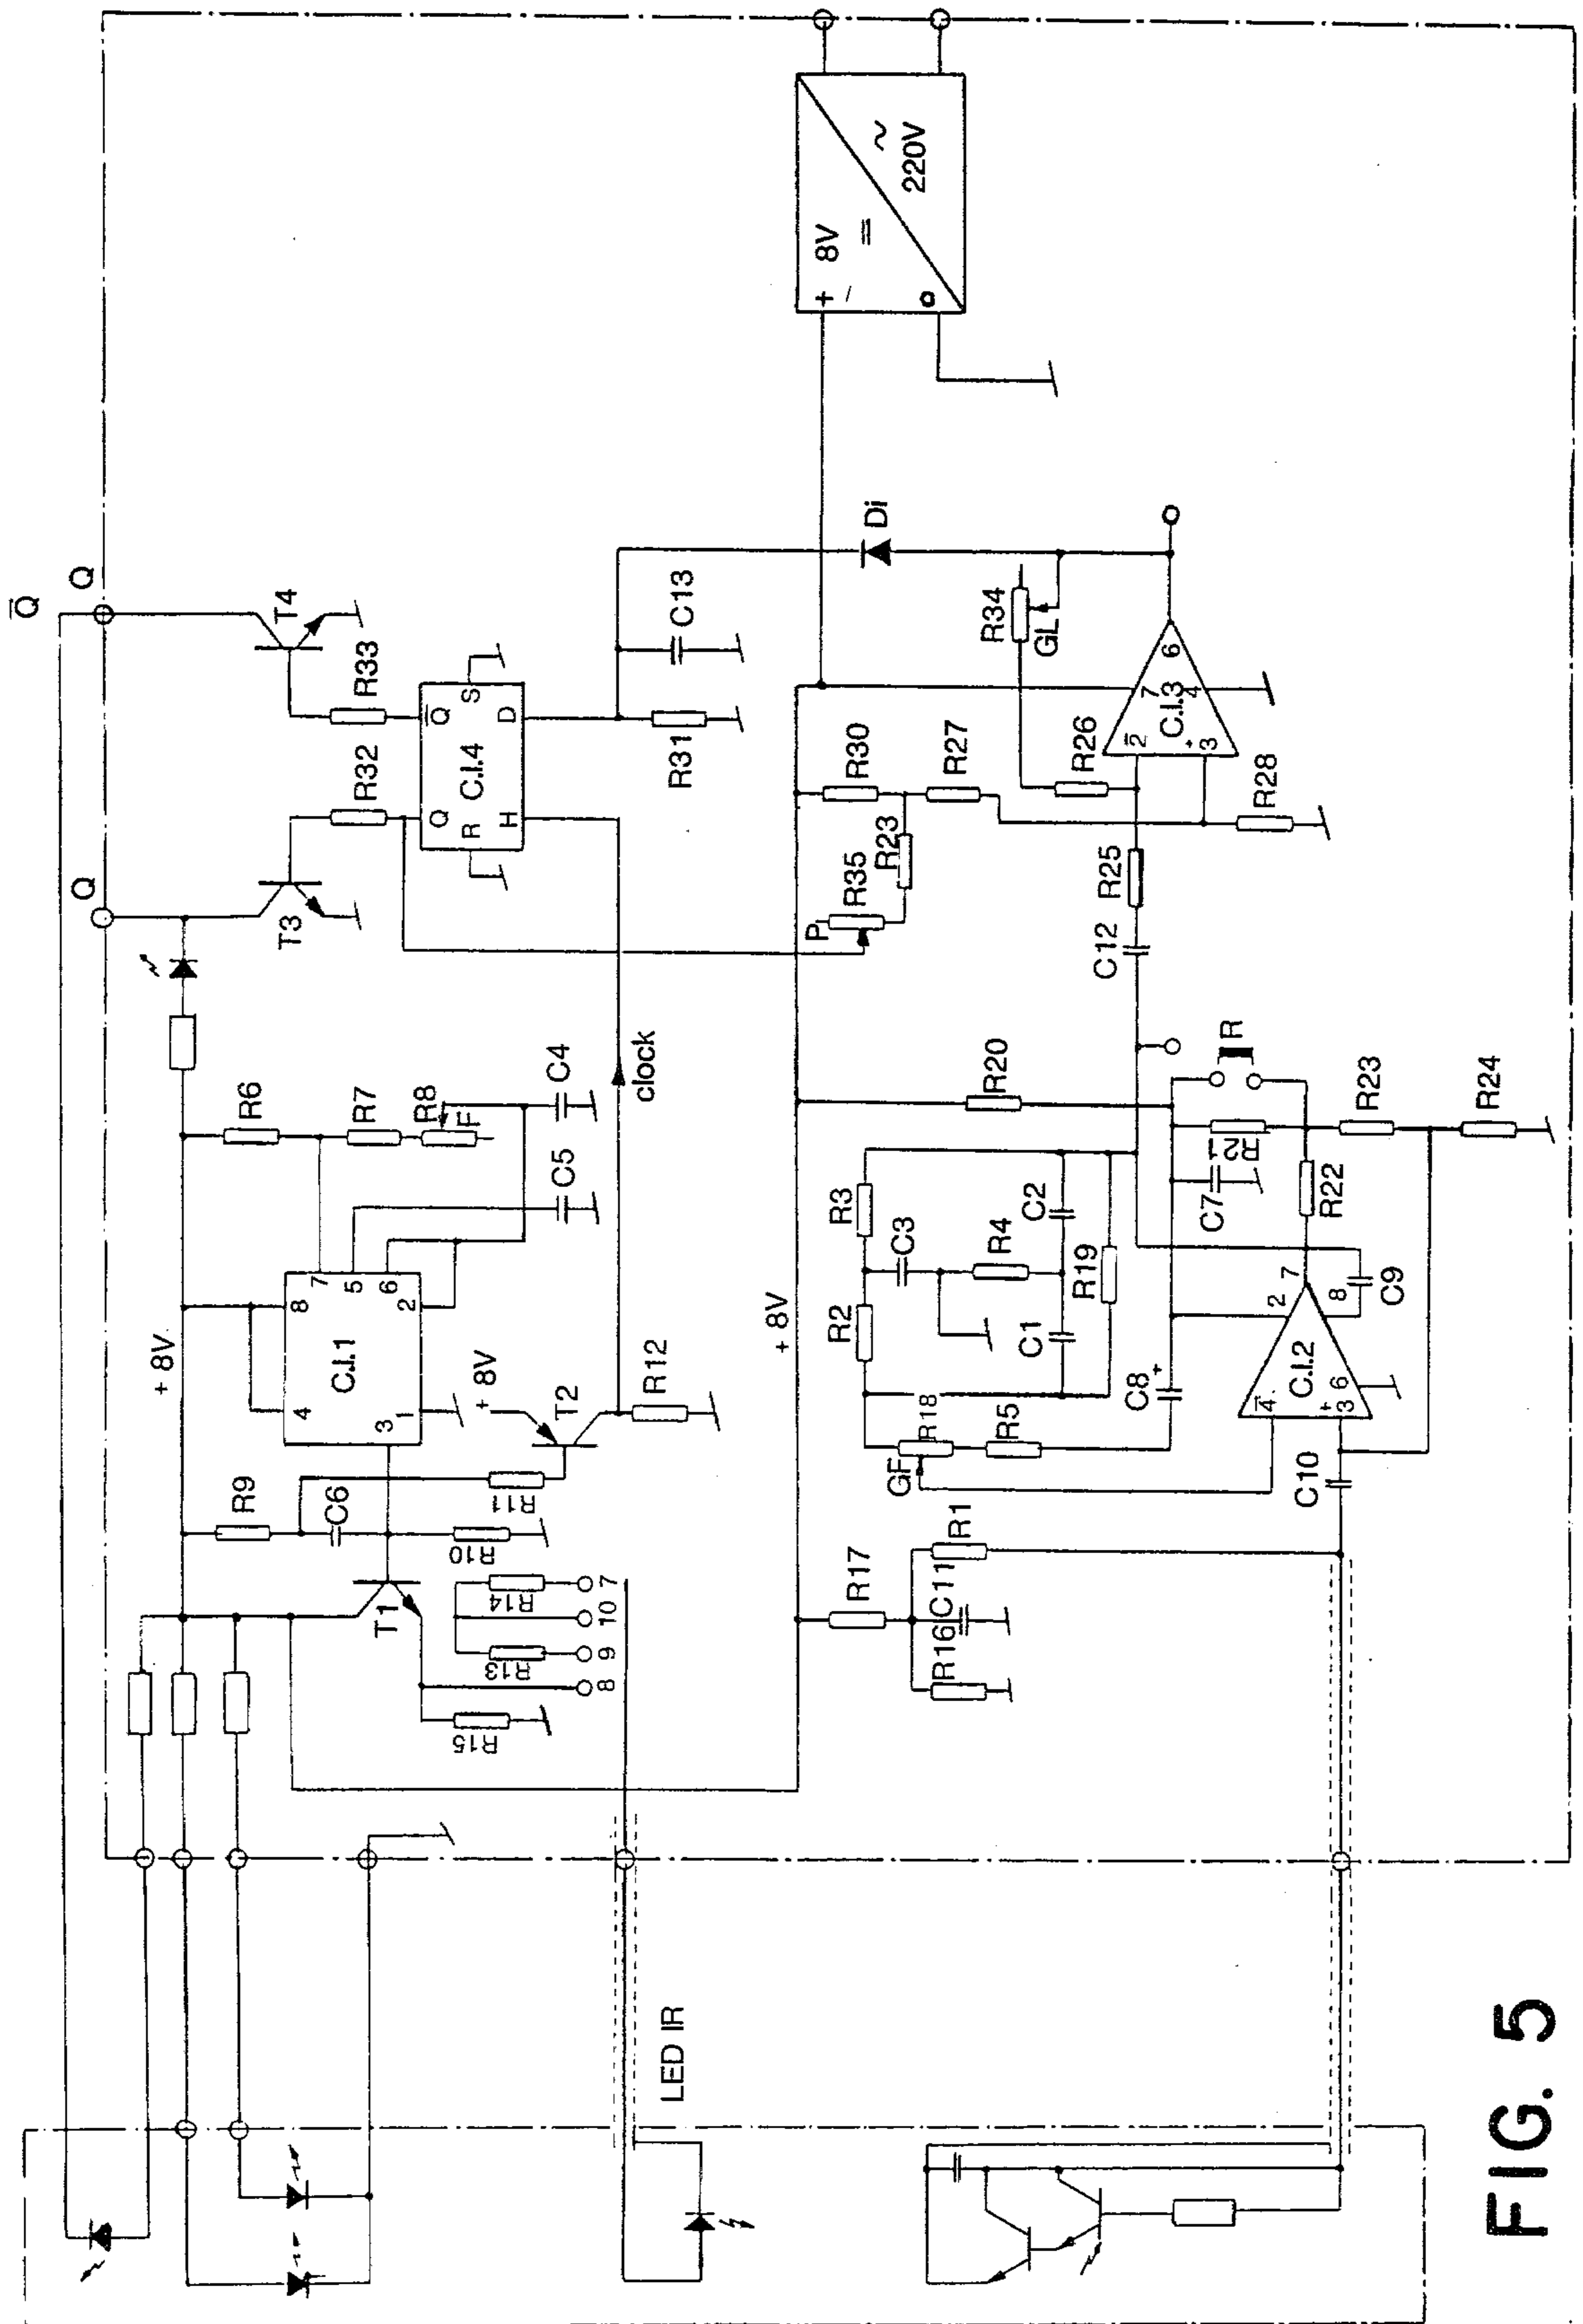 Q̅
Q
Q
T4
T3
R33
R32
Q̅
S
Q
R
C.I.4
D
H
C13
R31
+ 8V
R6
R7
R8
F
C4
C5
clock
7
5
6
2
8
4
3
1
C.I.1
R9
C6
R10
R11
+ 8V
T2
R12
T1
R14
R13
R15
7
10
9
8
LED IR
8V
=
+
/
o
~
220V
Di
R34
GL
R30
R27
R26
R23
R35
P
R25
C12
2̅
+
3
7
C.I.3
4
6
R28
+ 8V
R20
R3
C3
R2
R4
C2
C1
R19
R
R21
C7
R22
R23
R24
C8
+
GF
R18
R5
2
7
8
C.I.2
4̅
+
3
6
C9
C10
R17
R1
C11
R16
FIG. 5